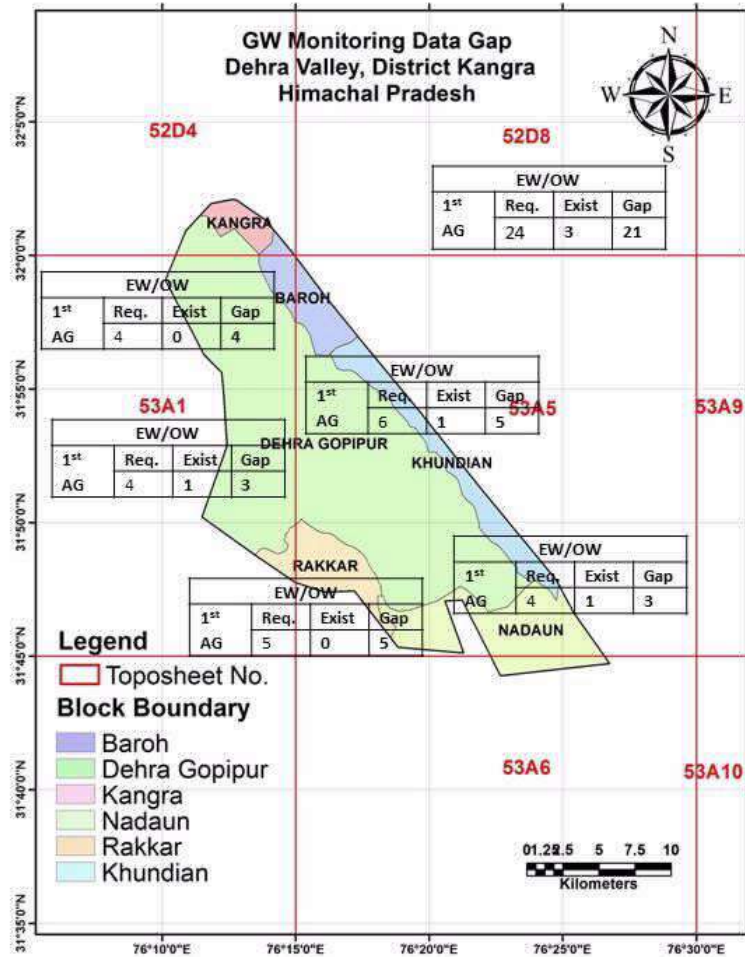 GW Monitoring Data Gap
Dehra Valley, District Kangra
Himachal Pradesh
N
W E
S
52D4
52D8
EW/OW
1st Req. Exist Gap
AG 24 3 21
KANGRA
EW/OW
1st Req. Exist Gap
AG 4 0 4
BAROH
EW/OW
1st Req. Exist Gap
AG 6 1 5
53A1
53A5
53A9
EW/OW
1st Req. Exist Gap
AG 4 1 3
DEHRA GOPIPUR
KHUNDIAN
EW/OW
1st Req. Exist Gap
AG 4 1 3
RAKKAR
EW/OW
1st Req. Exist Gap
AG 5 0 5
NADAUN
Legend
Toposheet No.
Block Boundary
Baroh
Dehra Gopipur
Kangra
Nadaun
Rakkar
Khundian
53A6
53A10
0 1.25 2.5 5 7.5 10
Kilometers
32°5'0"N
32°0'0"N
31°55'0"N
31°50'0"N
31°45'0"N
31°40'0"N
31°35'0"N
76°10'0"E 76°15'0"E 76°20'0"E 76°25'0"E 76°30'0"E